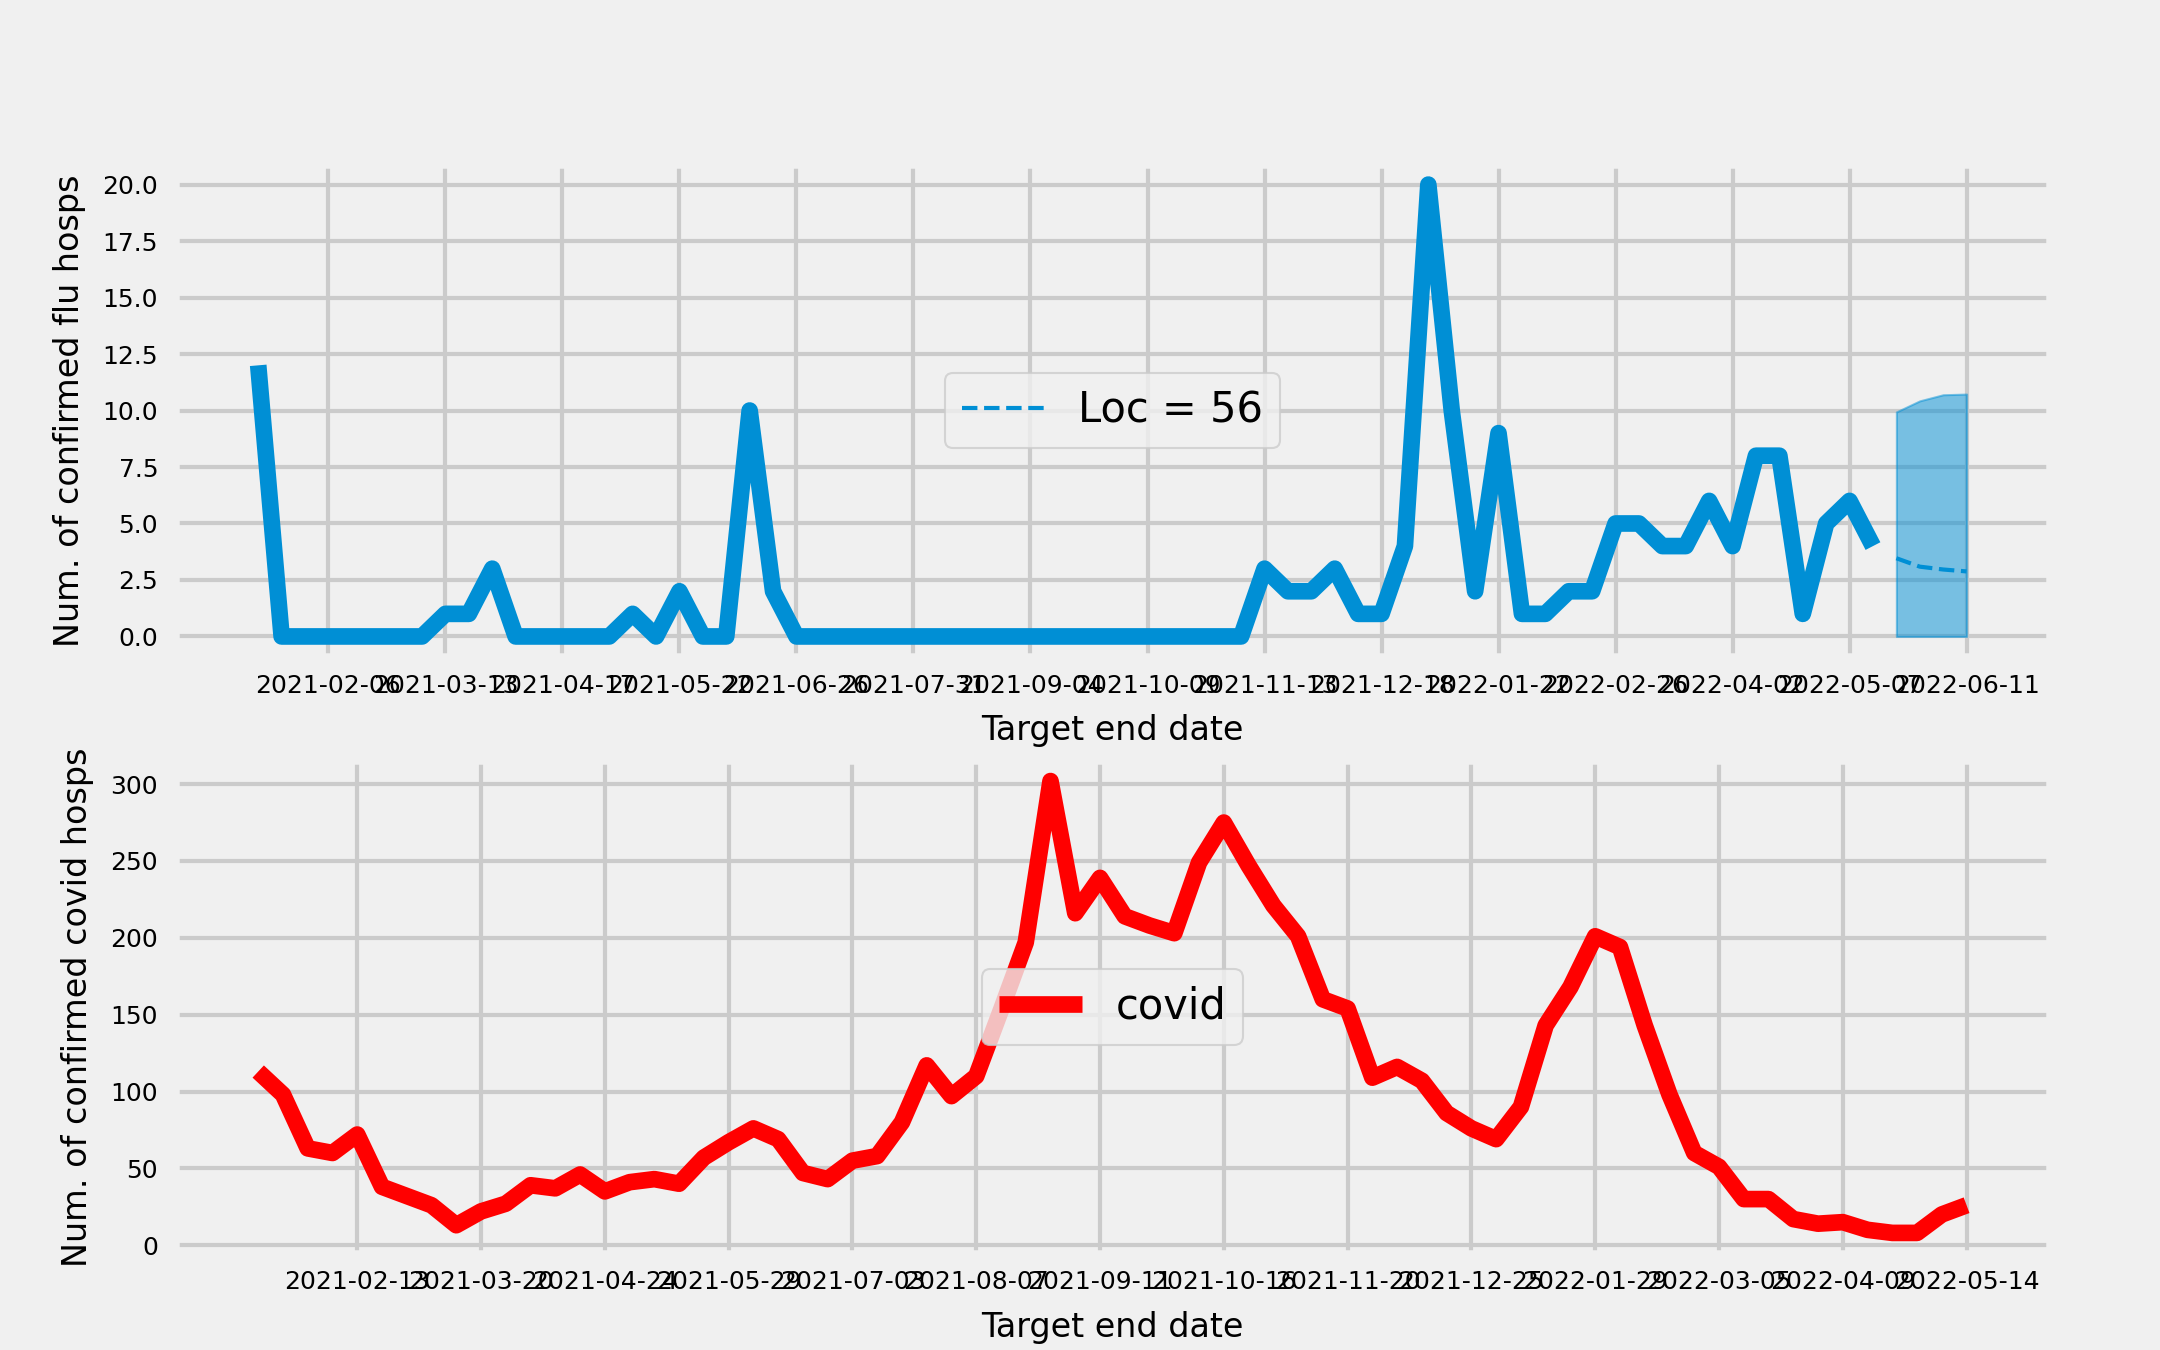 Num. of confirmed flu hosps
20.0
17.5
15.0
12.5
10.0
7.5
5.0
2.5
0.0
Loc = 56
2021-02-06 2021-03-13 2021-04-17 2021-05-22 2021-06-26 2021-07-31 2021-09-04 2021-10-09 2021-11-13 2021-12-18 2022-01-22 2022-02-26 2022-04-02 2022-05-07 2022-06-11
Target end date
Num. of confirmed covid hosps
300
250
200
150
100
50
0
covid
2021-02-13 2021-03-20 2021-04-24 2021-05-29 2021-07-03 2021-08-07 2021-09-11 2021-10-16 2021-11-20 2021-12-25 2022-01-29 2022-03-05 2022-04-09 2022-05-14
Target end date